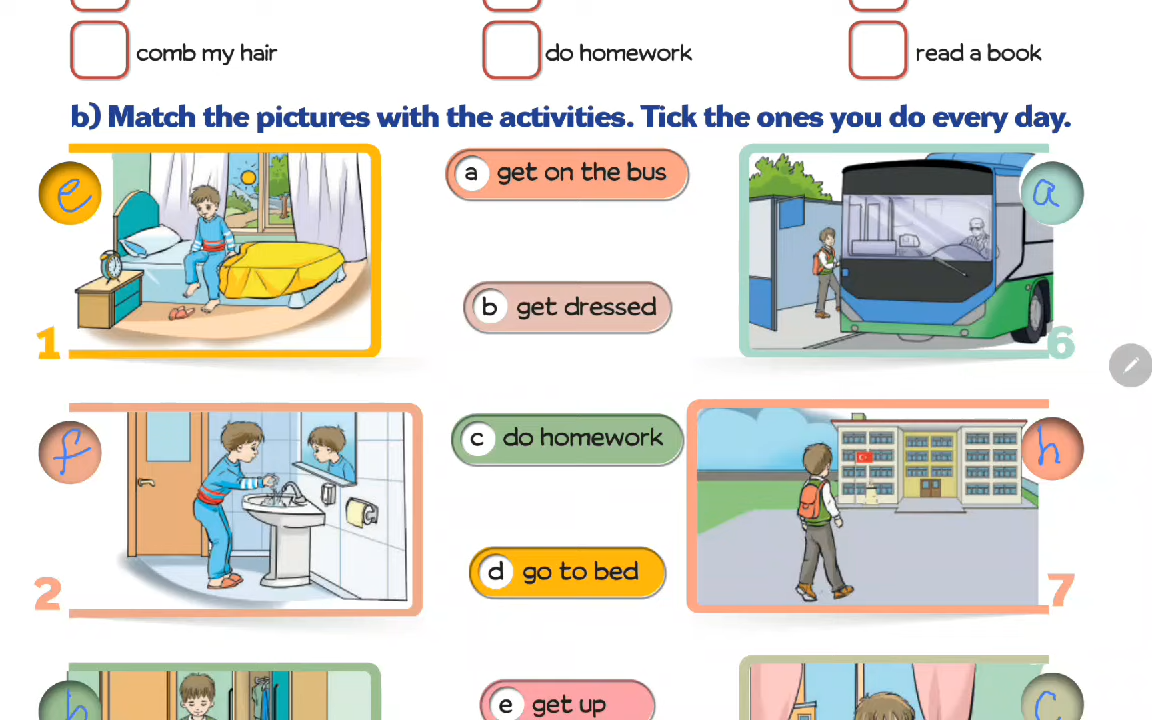 comb my hair
do homework
read a book
b) Match the pictures with the activities. Tick the ones you do every day.
e
a get on the bus
a
b get dressed
1
6
f
c do homework
h
d go to bed
2
7
b
e get up
c